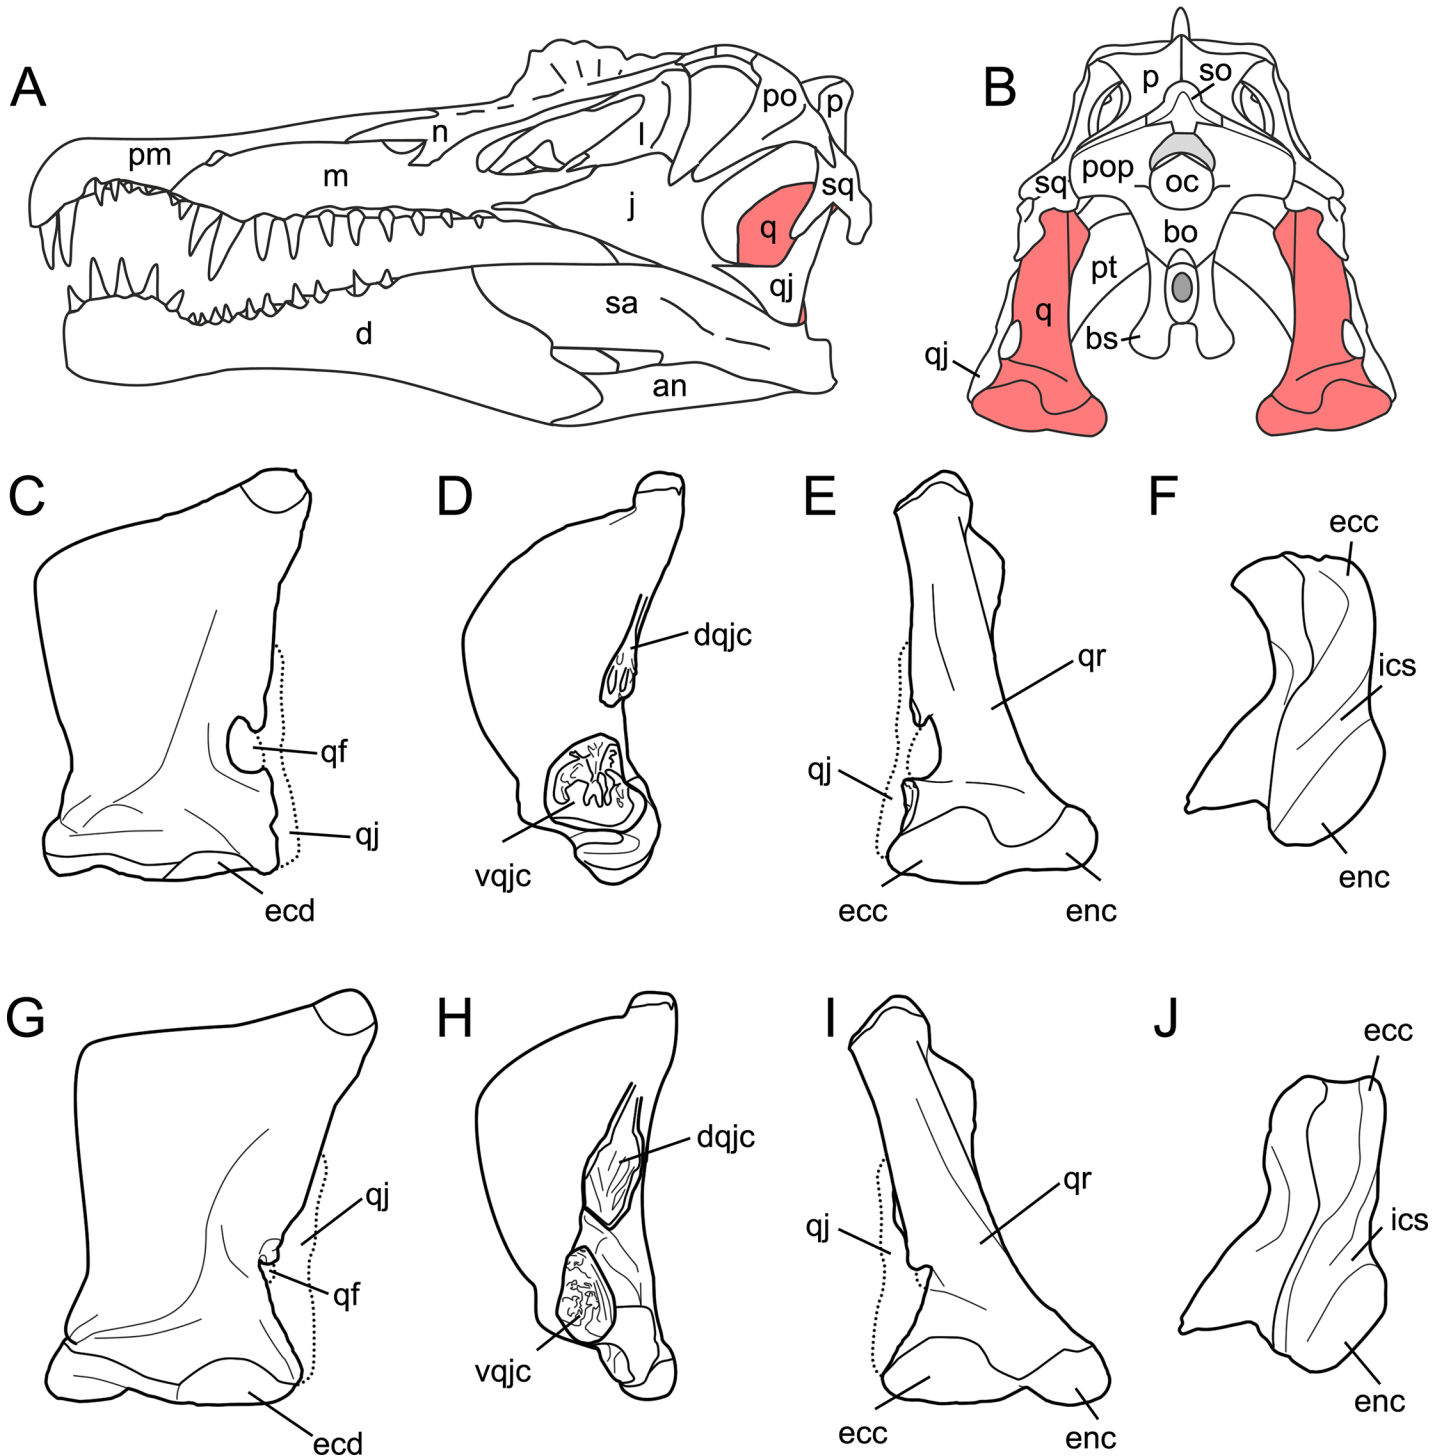 A
pm
m
n
l
j
po
p
sq
q
qj
sa
d
an
B
p
so
pop
sq
oc
bo
pt
q
bs
qj
C
qf
qj
ecd
D
dqjc
vqjc
E
qr
qj
ecc
enc
F
ecc
ics
enc
G
qj
qf
ecd
H
dqjc
vqjc
I
qr
qj
ecc
enc
J
ecc
ics
enc